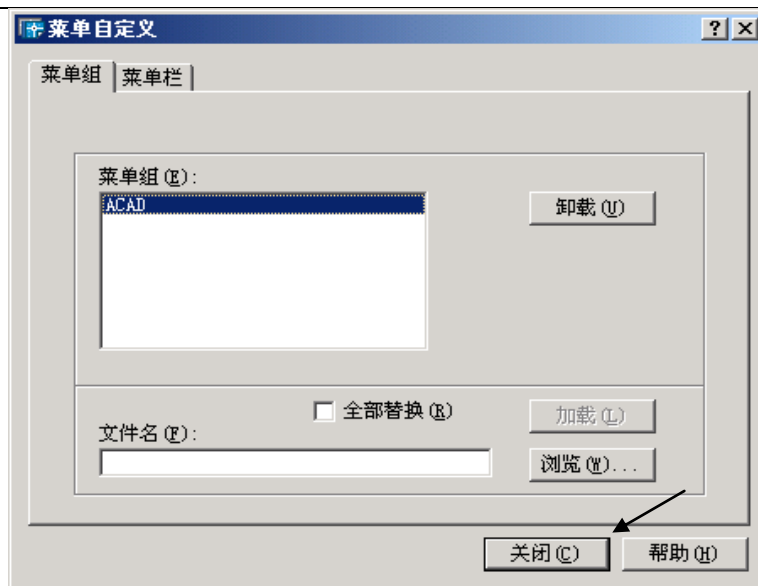 菜单自定义
菜单组 菜单栏
菜单组(E):
ACAD
卸载(U)
全部替换(R)
加载(L)
文件名(F):
浏览(W)...
关闭(C) 帮助(H)